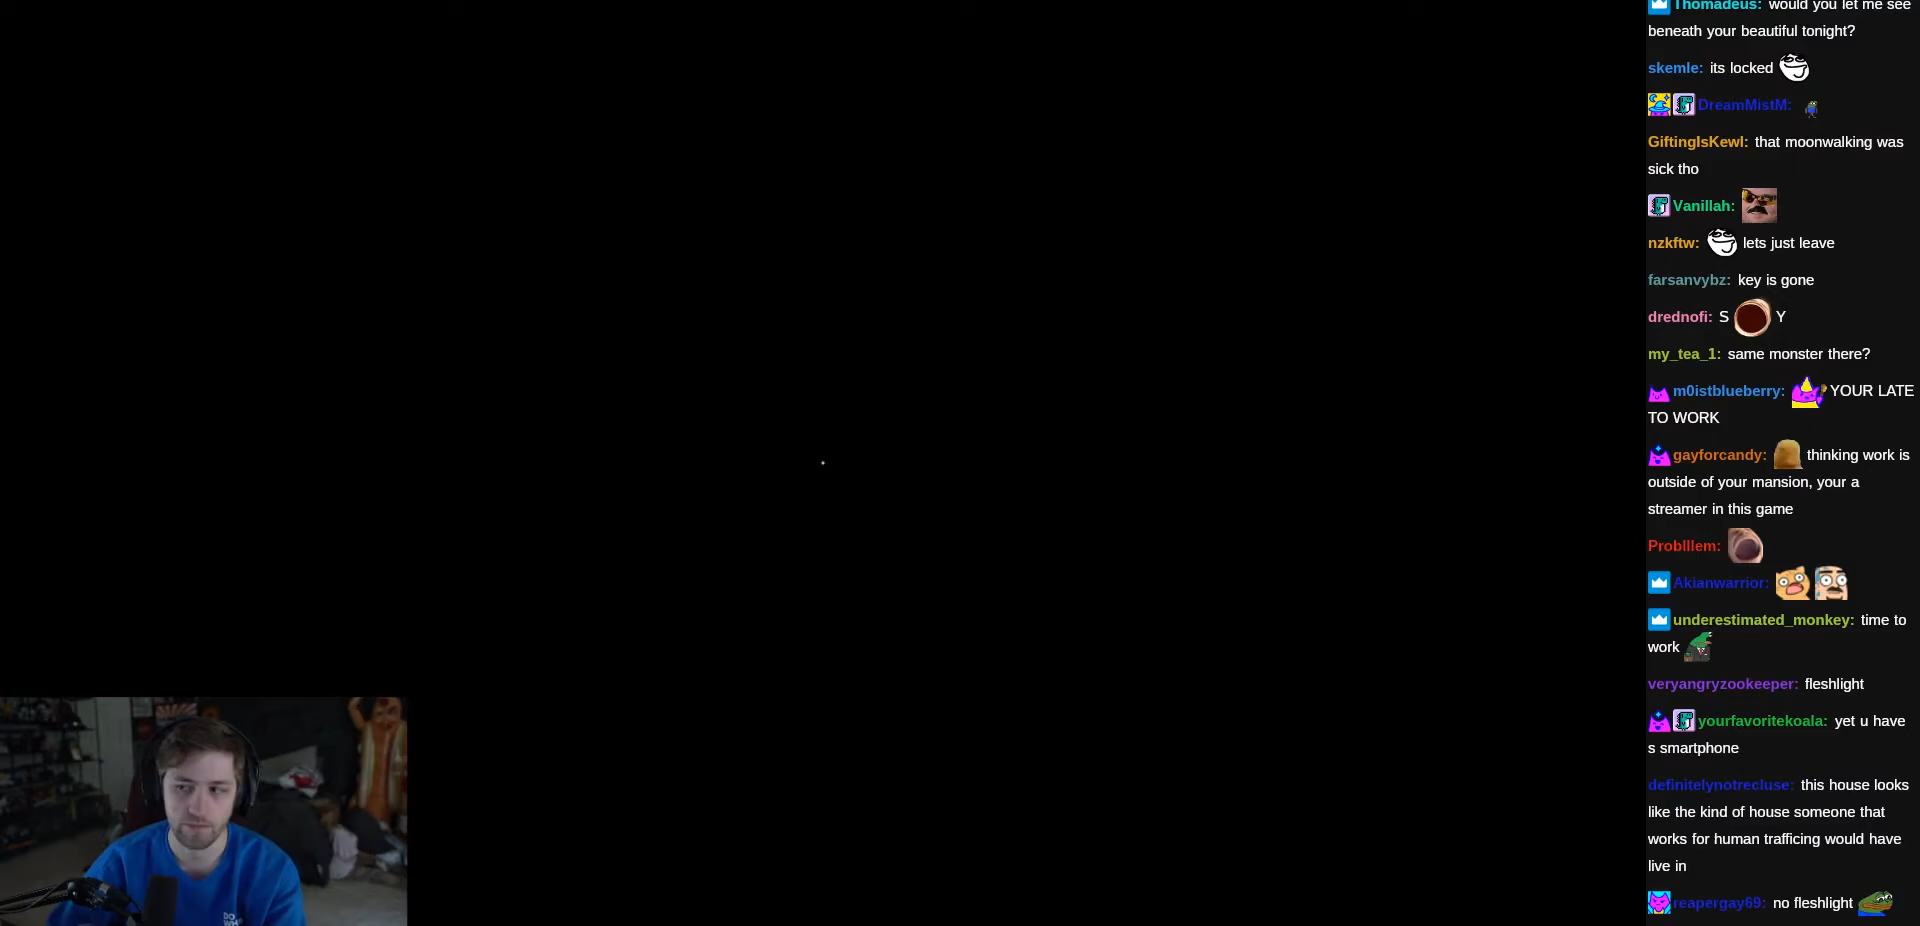 Thomadeus: would you let me see
beneath your beautiful tonight?
skemle: its locked
DreamMistM:
GiftingIsKewl: that moonwalking was
sick tho
Vanillah:
nzkftw: lets just leave
farsanvybz: key is gone
drednofi: S Y
my_tea_1: same monster there?
m0istblueberry: YOUR LATE
TO WORK
gayforcandy: thinking work is
outside of your mansion, your a
streamer in this game
Problllem:
Akianwarrior:
underestimated_monkey: time to
work
veryangryzookeeper: fleshlight
yourfavoritekoala: yet u have
s smartphone
definitelynotrecluse: this house looks
like the kind of house someone that
works for human trafficing would have
live in
reapergay69: no fleshlight
DO
WH